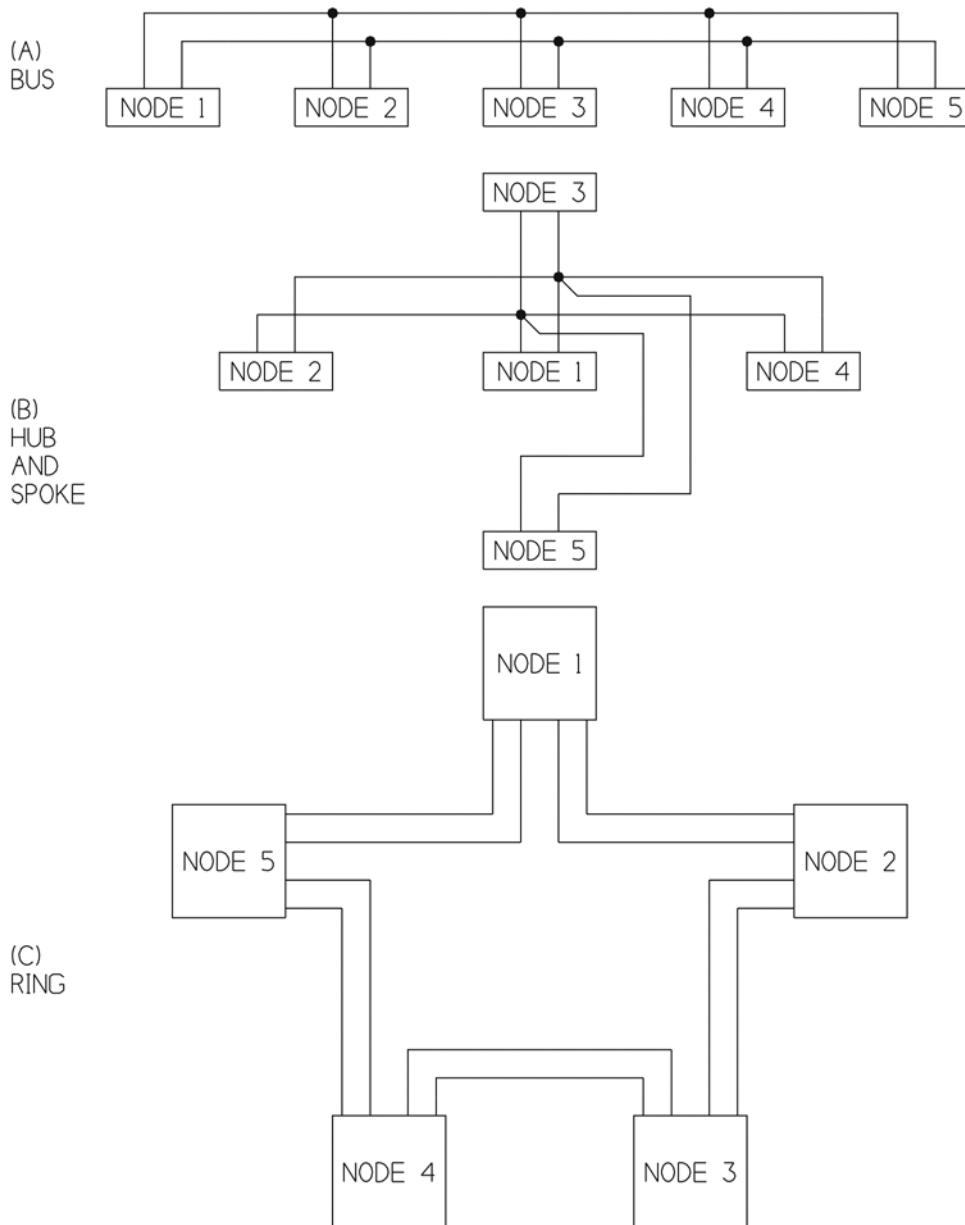 (A)
BUS
NODE 1
NODE 2
NODE 3
NODE 4
NODE 5
NODE 3
NODE 2
NODE 1
NODE 4
(B)
HUB
AND
SPOKE
NODE 5
NODE 1
NODE 5
NODE 2
(C)
RING
NODE 4
NODE 3